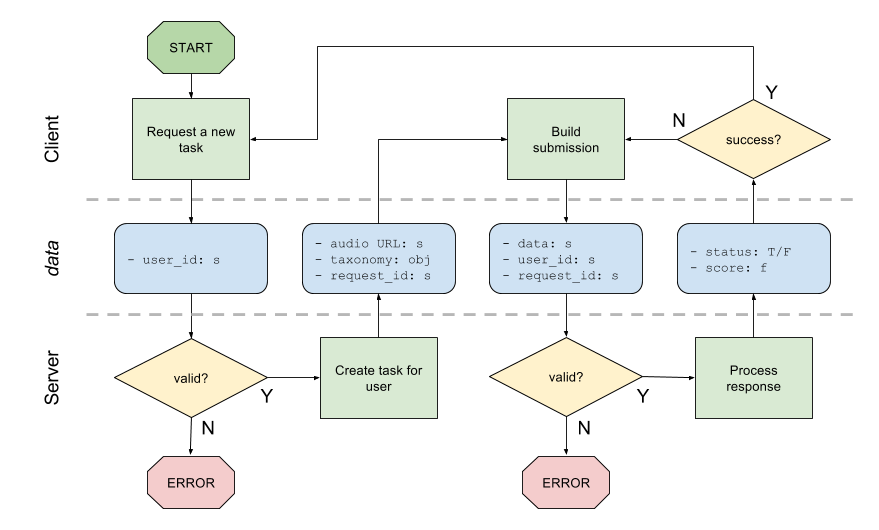 START
Client
Request a new
task
Build
submission
N
Y
success?
data
- user_id: s
- audio URL: s
- taxonomy: obj
- request_id: s
- data: s
- user_id: s
- request_id: s
- status: T/F
- score: f
Server
valid?
Y
N
Create task for
user
valid?
Y
N
Process
response
ERROR
ERROR